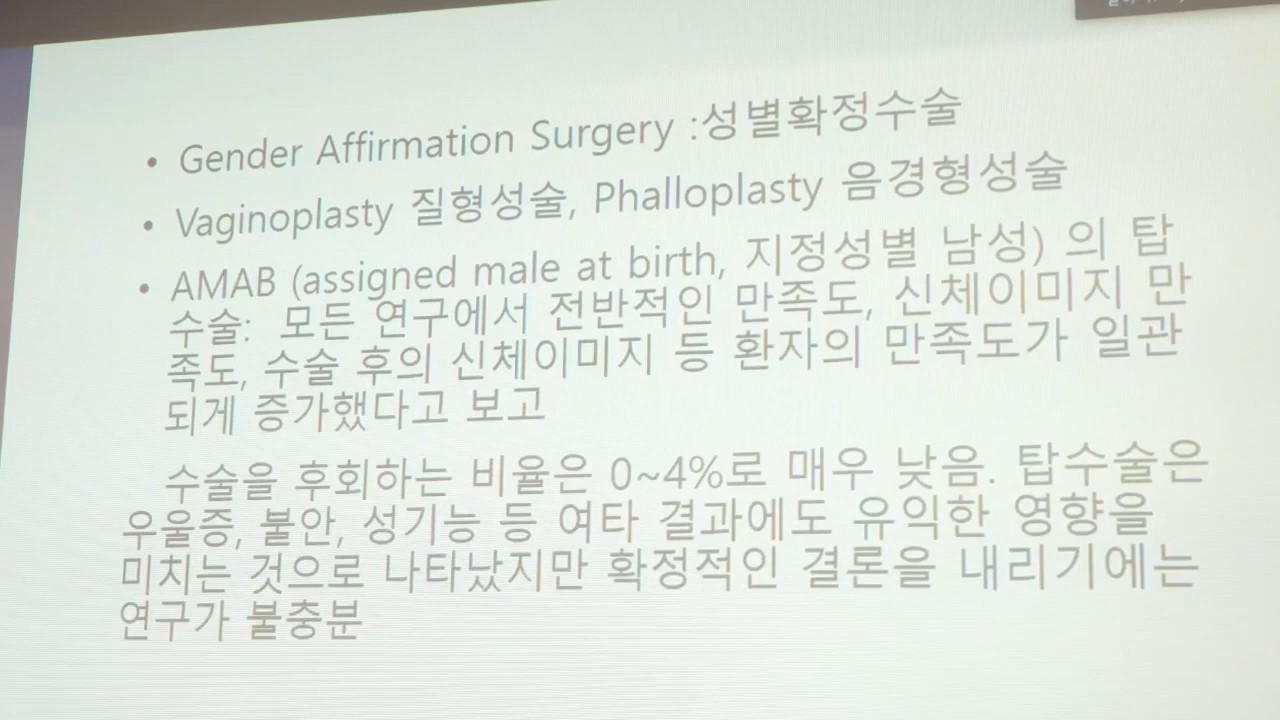 • Gender Affirmation Surgery :성별확정수술
• Vaginoplasty 질형성술, Phalloplasty 음경형성술
• AMAB (assigned male at birth, 지정성별 남성) 의 탑
수술: 모든 연구에서 전반적인 만족도, 신체이미지 만
족도, 수술 후의 신체이미지 등 환자의 만족도가 일관
되게 증가했다고 보고
수술을 후회하는 비율은 0~4%로 매우 낮음. 탑수술은
우울증, 불안, 성기능 등 여타 결과에도 유익한 영향을
미치는 것으로 나타났지만 확정적인 결론을 내리기에는
연구가 불충분